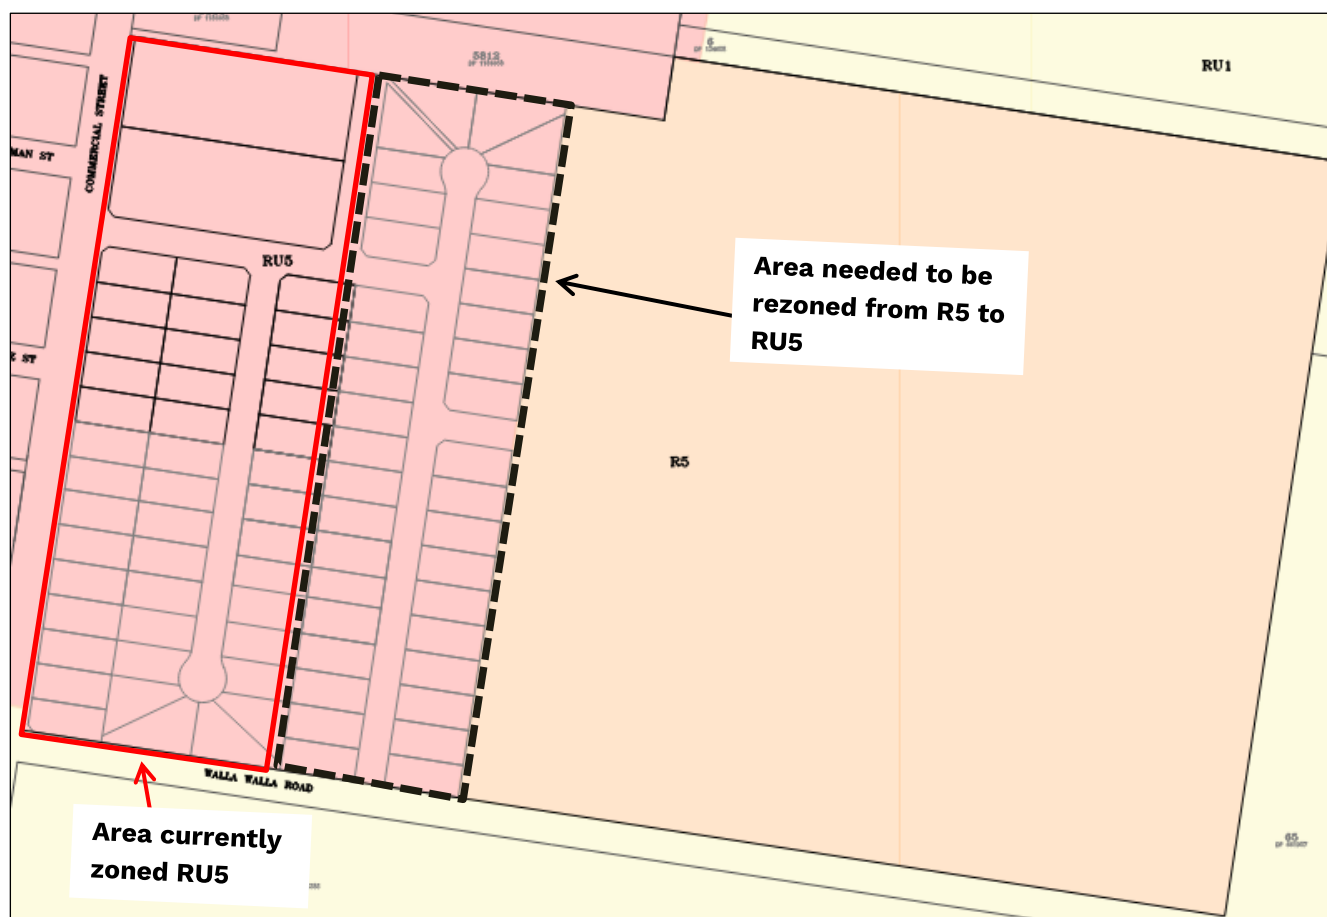 5812
6
RU1
COMMERCIAL STREET
MAN ST
RU5
Area needed to be
rezoned from R5 to
RU5
ST
R5
WALLA WALLA ROAD
Area currently
zoned RU5
65